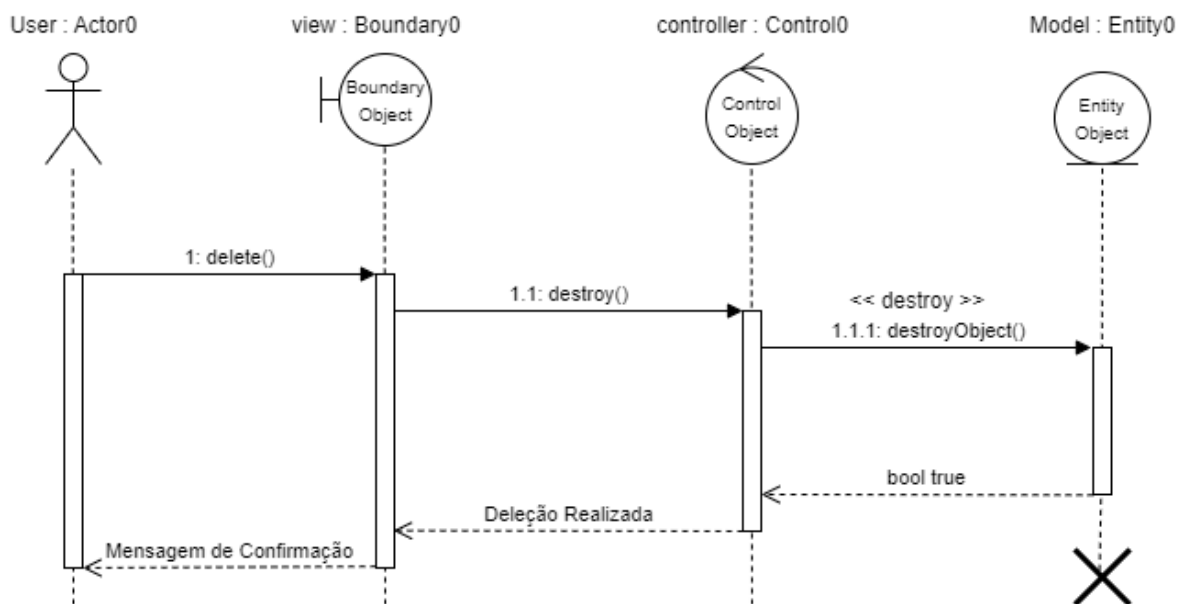 User : Actor0
view : Boundary0
controller : Control0
Model : Entity0
Boundary
Object
Control
Object
Entity
Object
1: delete()
1.1: destroy()
<< destroy >>
1.1.1: destroyObject()
bool true
Deleção Realizada
Mensagem de Confirmação